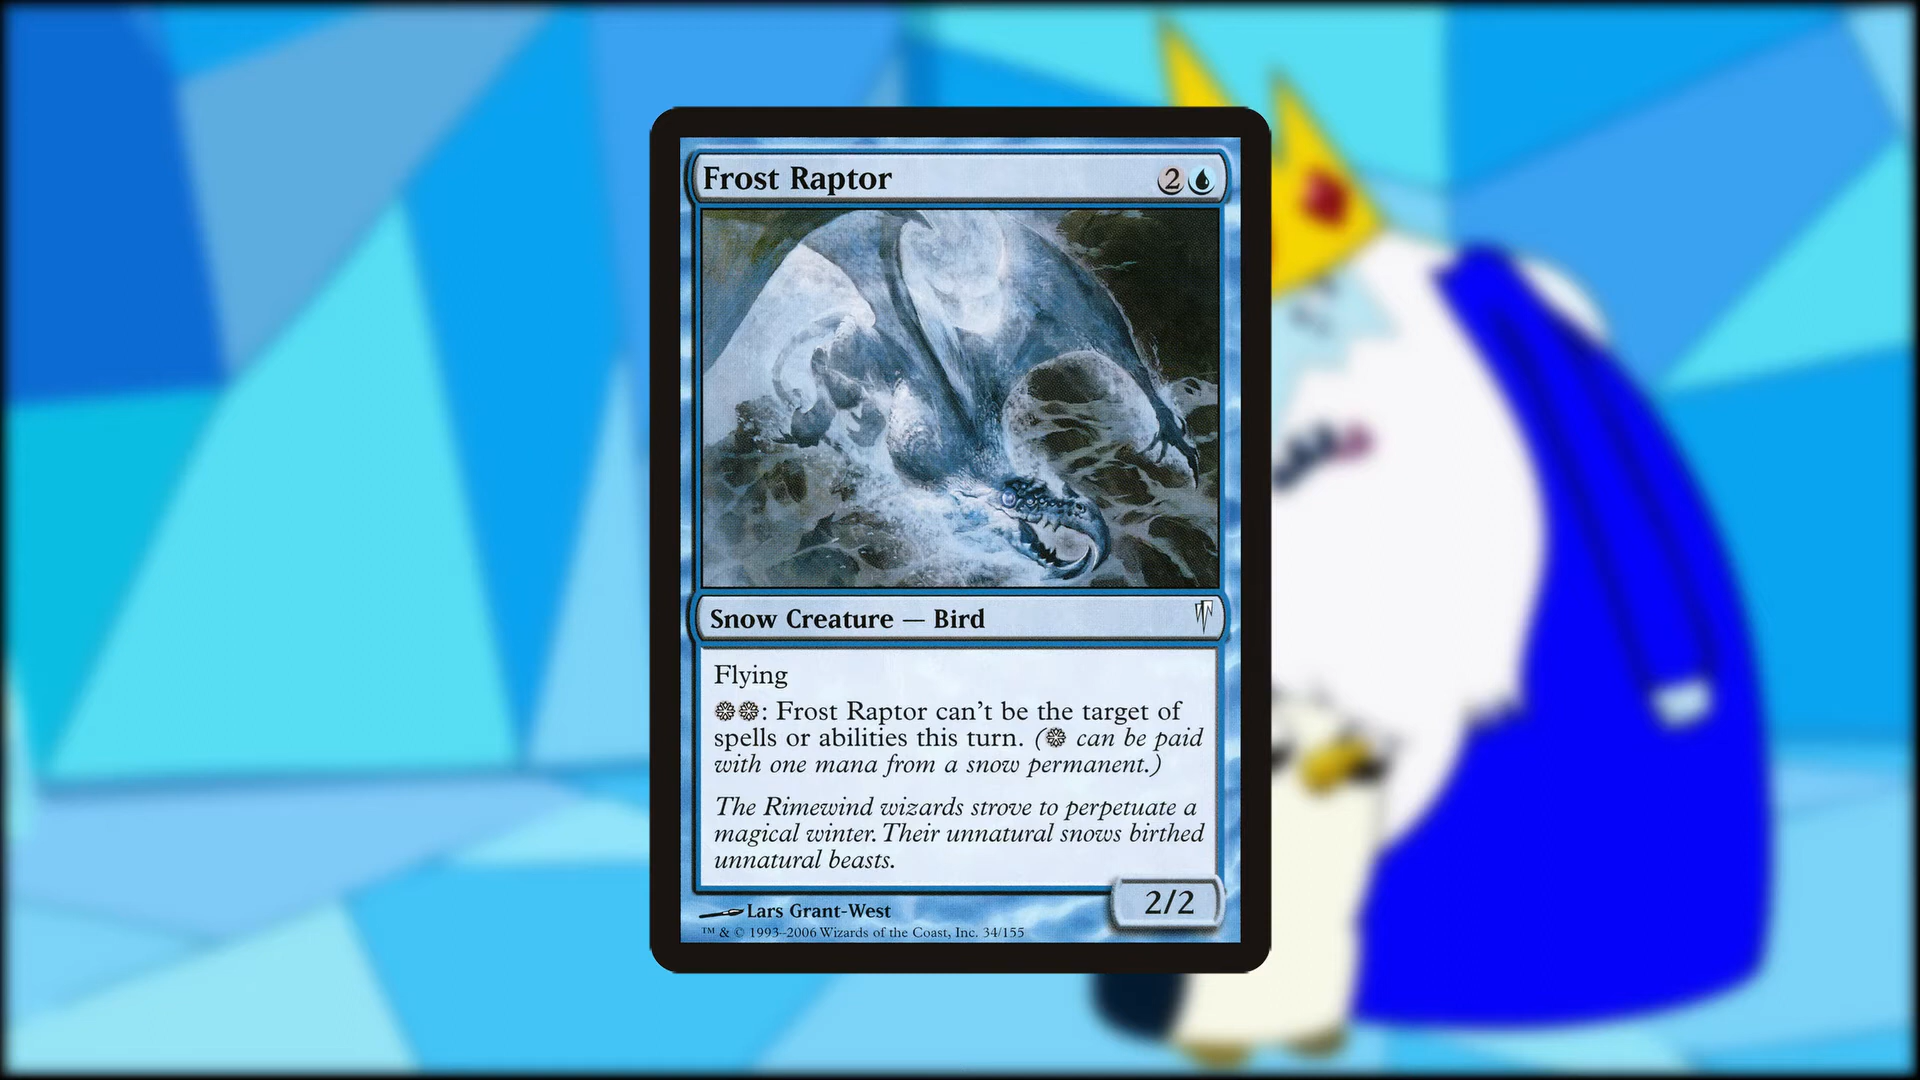 Frost Raptor 2
Snow Creature — Bird
Flying
: Frost Raptor can't be the target of
spells or abilities this turn. ( can be paid
with one mana from a snow permanent.)
The Rimewind wizards strove to perpetuate a
magical winter. Their unnatural snows birthed
unnatural beasts.
2/2
Lars Grant-West
™ & © 1993–2006 Wizards of the Coast, Inc. 34/155